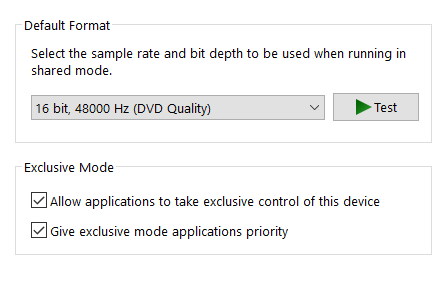 Default Format
Select the sample rate and bit depth to be used when running in
shared mode.
16 bit, 48000 Hz (DVD Quality)
Test
Exclusive Mode
Allow applications to take exclusive control of this device
Give exclusive mode applications priority